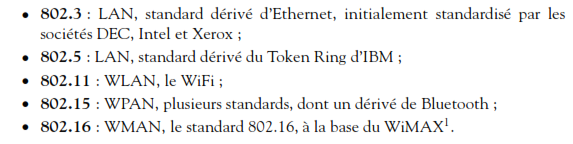 • 802.3 : LAN, standard dérivé d’Ethernet, initialement standardisé par les
sociétés DEC, Intel et Xerox ;
• 802.5 : LAN, standard dérivé du Token Ring d’IBM ;
• 802.11 : WLAN, le WiFi ;
• 802.15 : WPAN, plusieurs standards, dont un dérivé de Bluetooth ;
• 802.16 : WMAN, le standard 802.16, à la base du WiMAX¹.